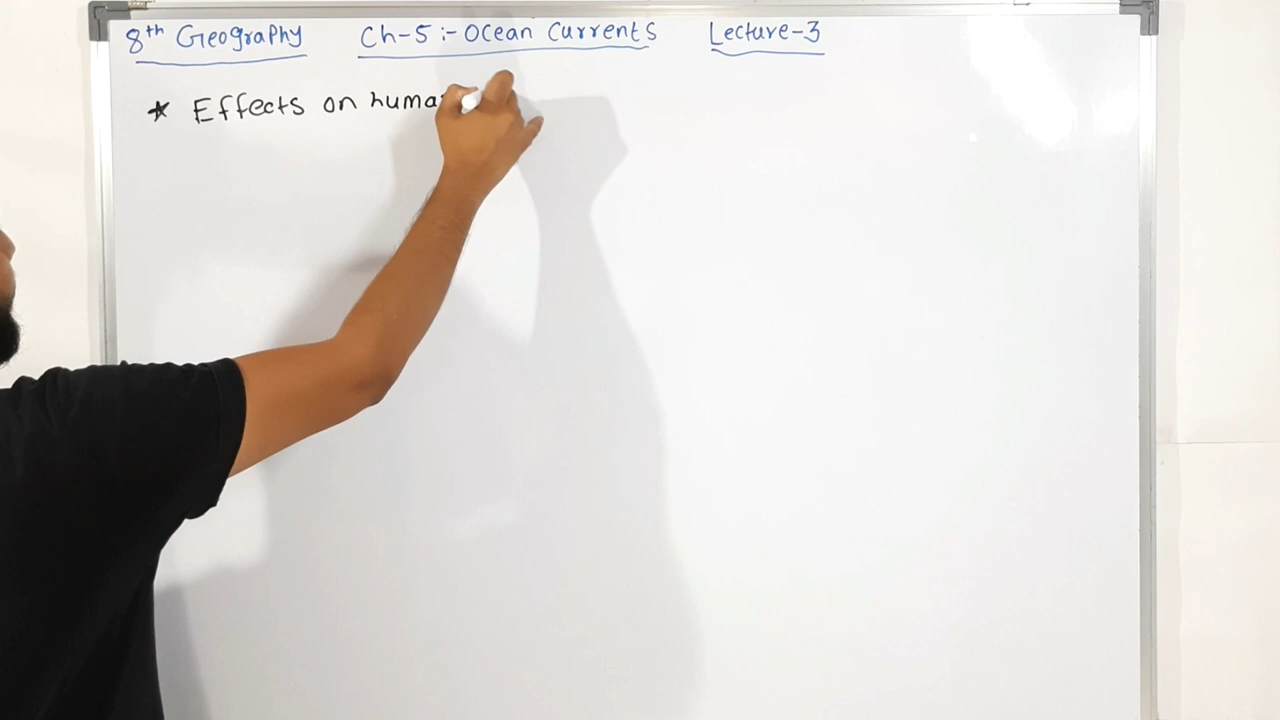 8th Geography Ch-5 :- Ocean Currents Lecture-3
* Effects on huma